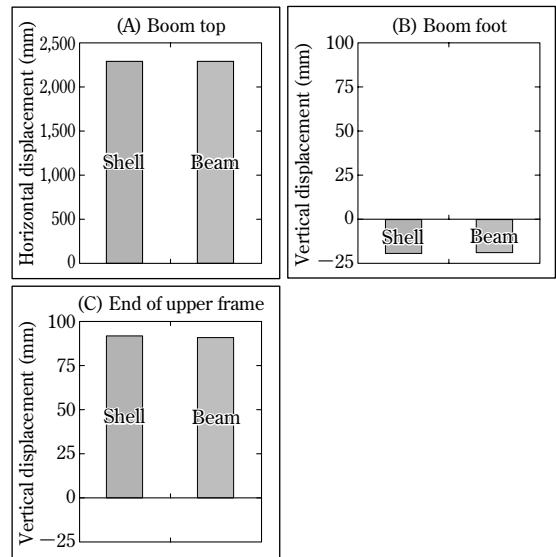 (A) Boom top
Horizontal displacement (mm)
2,500
2,000
1,500
1,000
500
0
Shell
Beam
(B) Boom foot
Vertical displacement (mm)
100
75
50
25
0
−25
Shell
Beam
(C) End of upper frame
Vertical displacement (mm)
100
75
50
25
0
−25
Shell
Beam